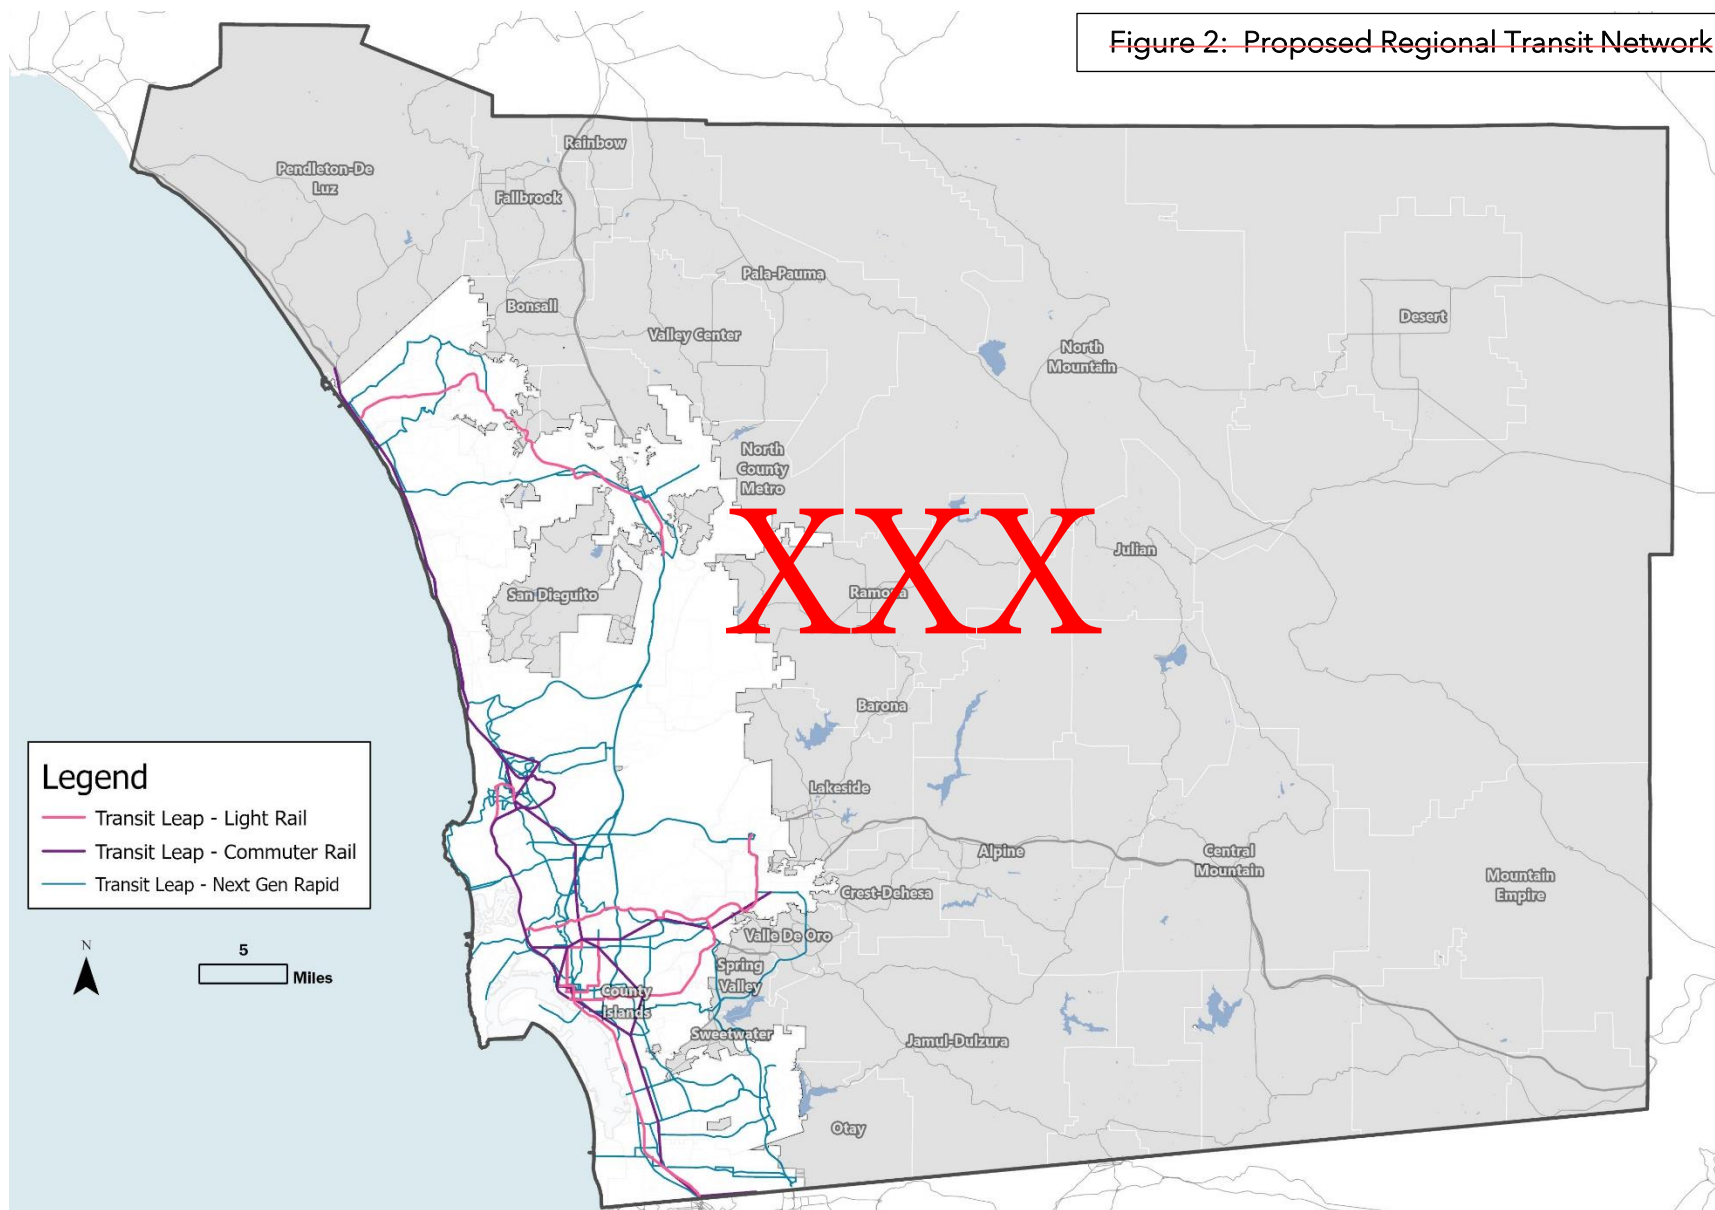 Figure 2: Proposed Regional Transit Network
Rainbow
Pendleton-De
Luz
Fallbrook
Pala-Pauma
Bonsall
Desert
Valley Center
North
Mountain
North
County
Metro
XXX
Julian
San Dieguito
Ramona
Barona
Legend
Transit Leap - Light Rail
Transit Leap - Commuter Rail
Transit Leap - Next Gen Rapid
Lakeside
Alpine
Central
Mountain
Mountain
Empire
Crest-Dehesa
Valle De Oro
N
5
Miles
Spring
Valley
County
Islands
Sweetwater
Jamul-Dulzura
Otay